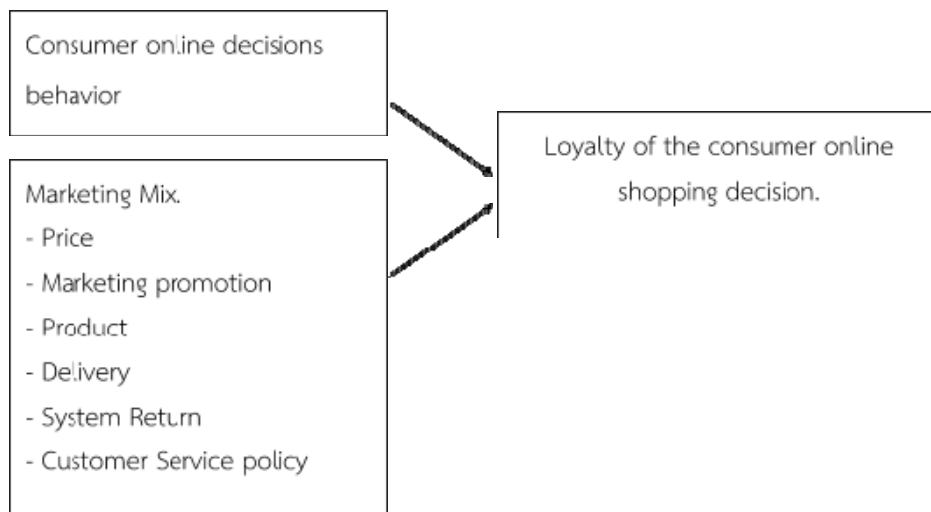 Consumer online decisions
behavior
Marketing Mix.
- Price
- Marketing promotion
- Product
- Delivery
- System Return
- Customer Service policy
Loyalty of the consumer online
shopping decision.